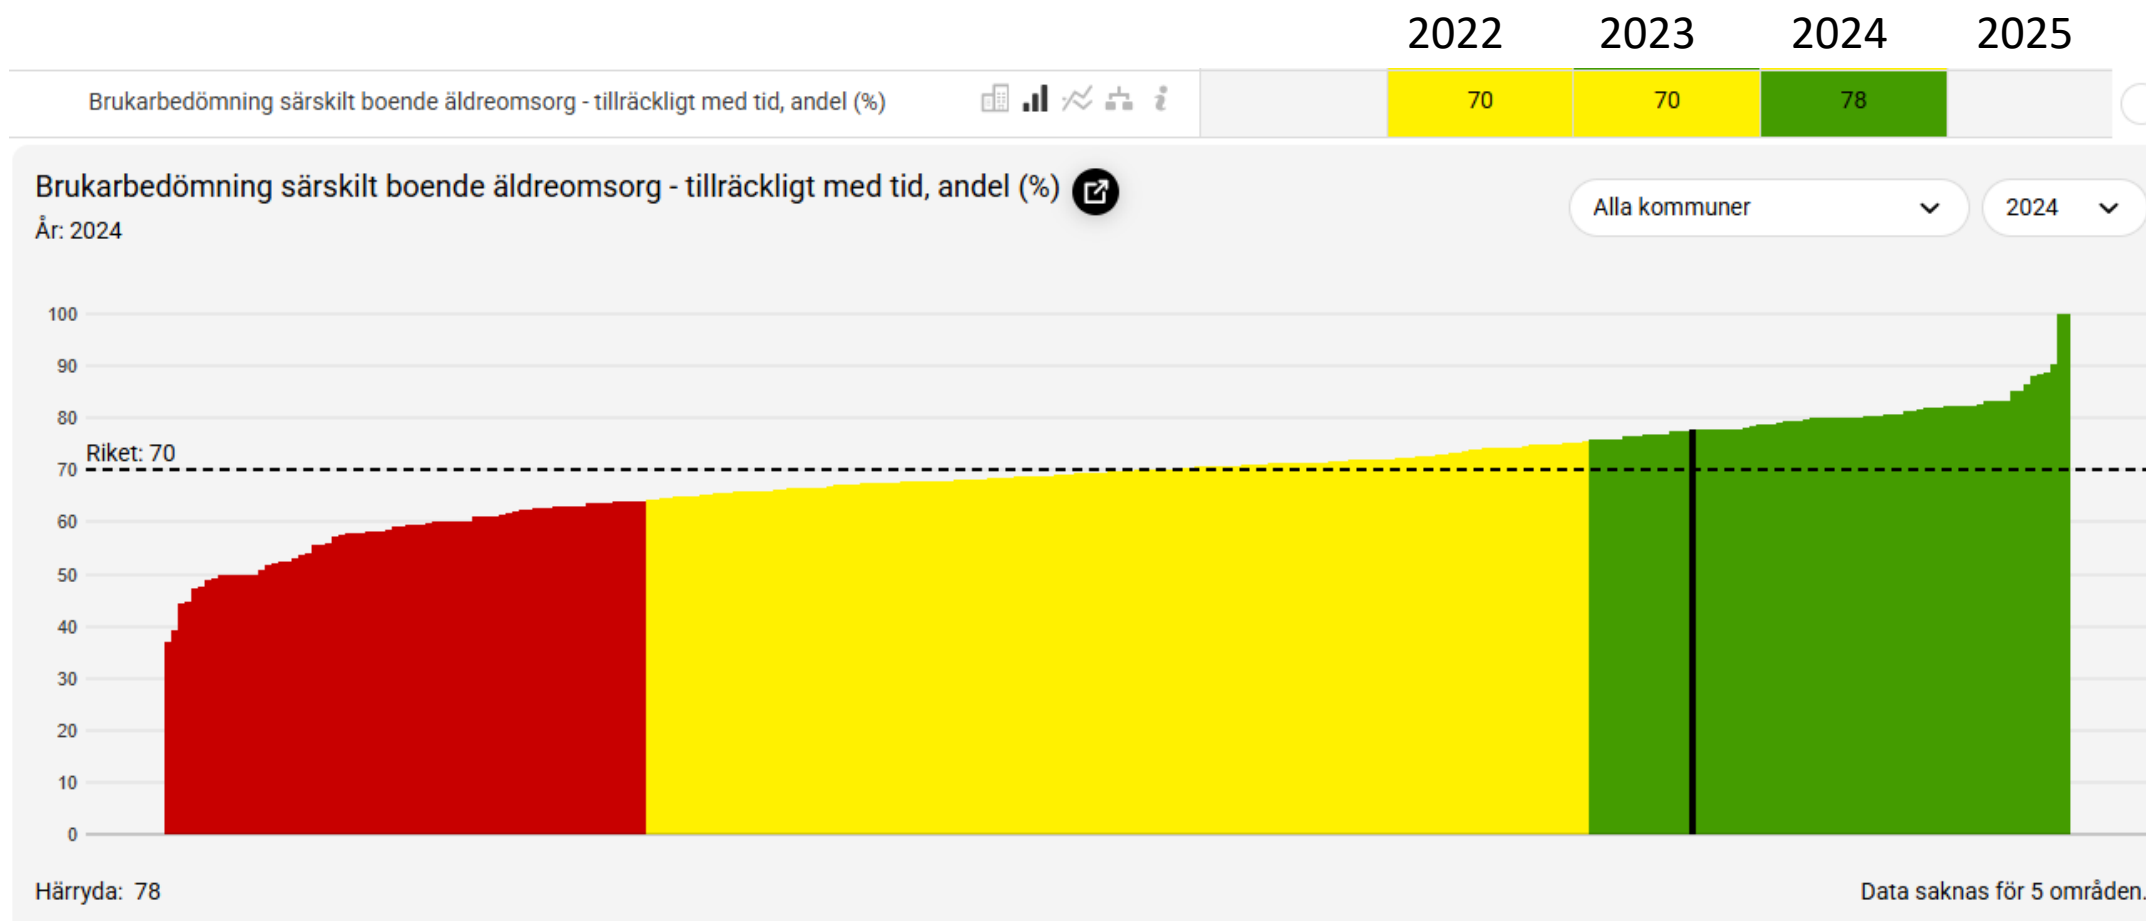 2022 2023 2024 2025
Brukarbedömning särskilt boende äldreomsorg - tillräckligt med tid, andel (%) 70 70 78
Brukarbedömning särskilt boende äldreomsorg - tillräckligt med tid, andel (%)
Alla kommuner 2024
År: 2024
100
90
80
Riket: 70
70
60
50
40
30
20
10
0
Härryda: 78 Data saknas för 5 områden.